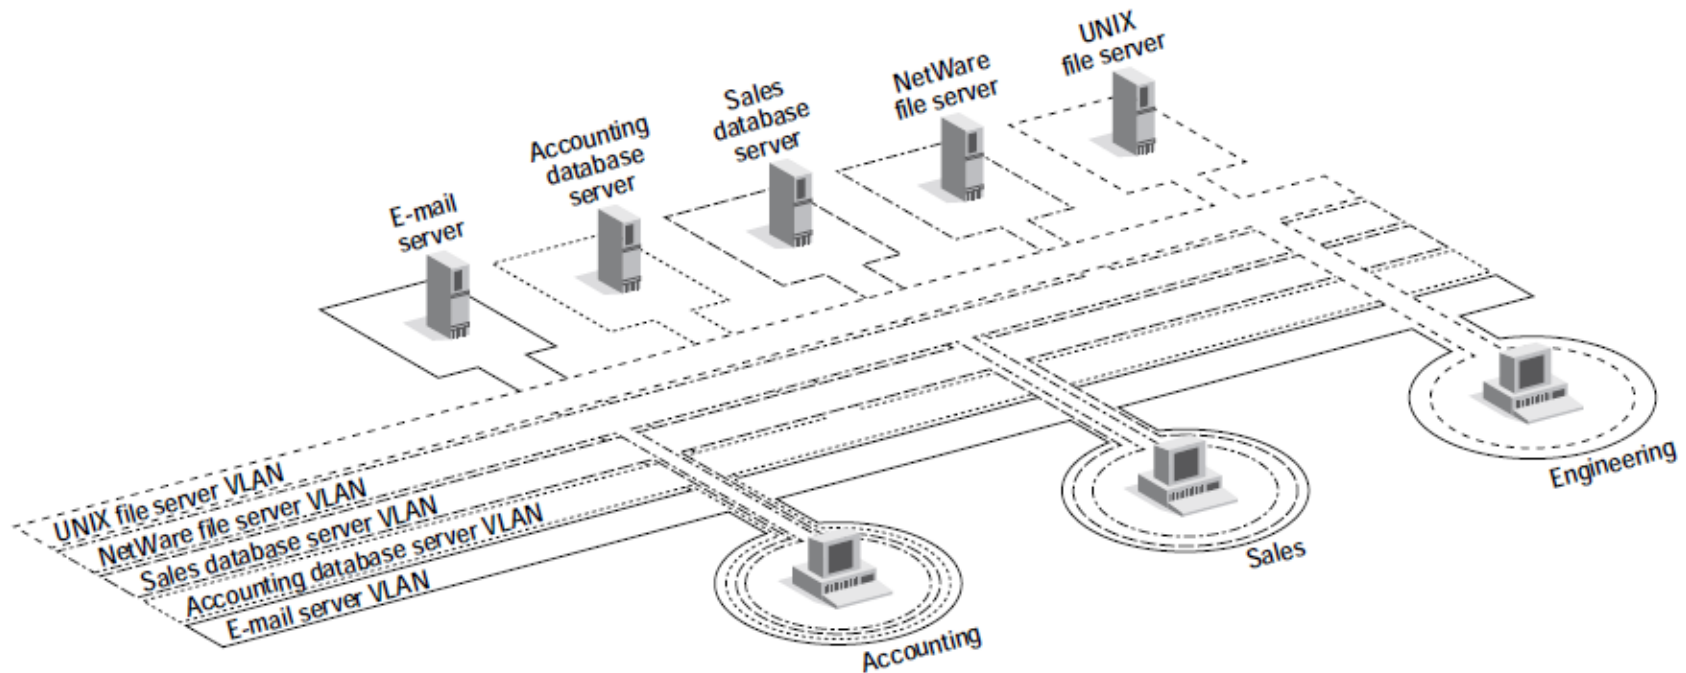 UNIX
file server
NetWare
file server
Sales
database
server
Accounting
database
server
E-mail
server
UNIX file server VLAN
NetWare file server VLAN
Sales database server VLAN
Accounting database server VLAN
E-mail server VLAN
Engineering
Sales
Accounting